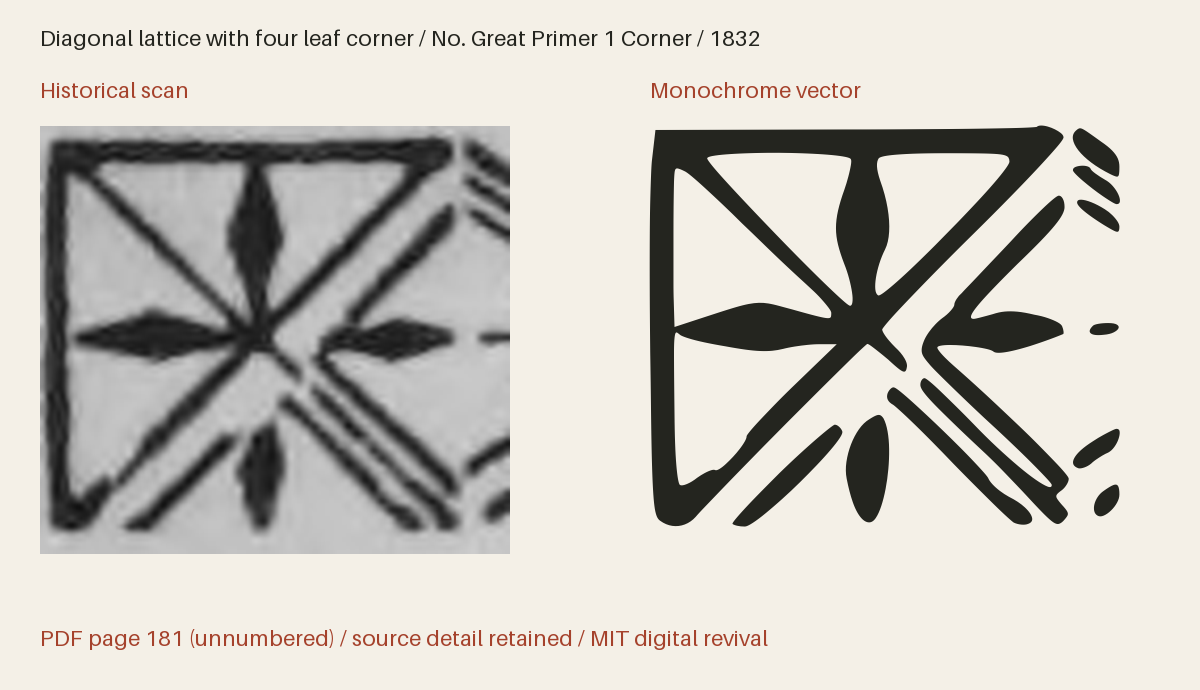 Diagonal lattice with four leaf corner / No. Great Primer 1 Corner / 1832
Historical scan
Monochrome vector
PDF page 181 (unnumbered) / source detail retained / MIT digital revival